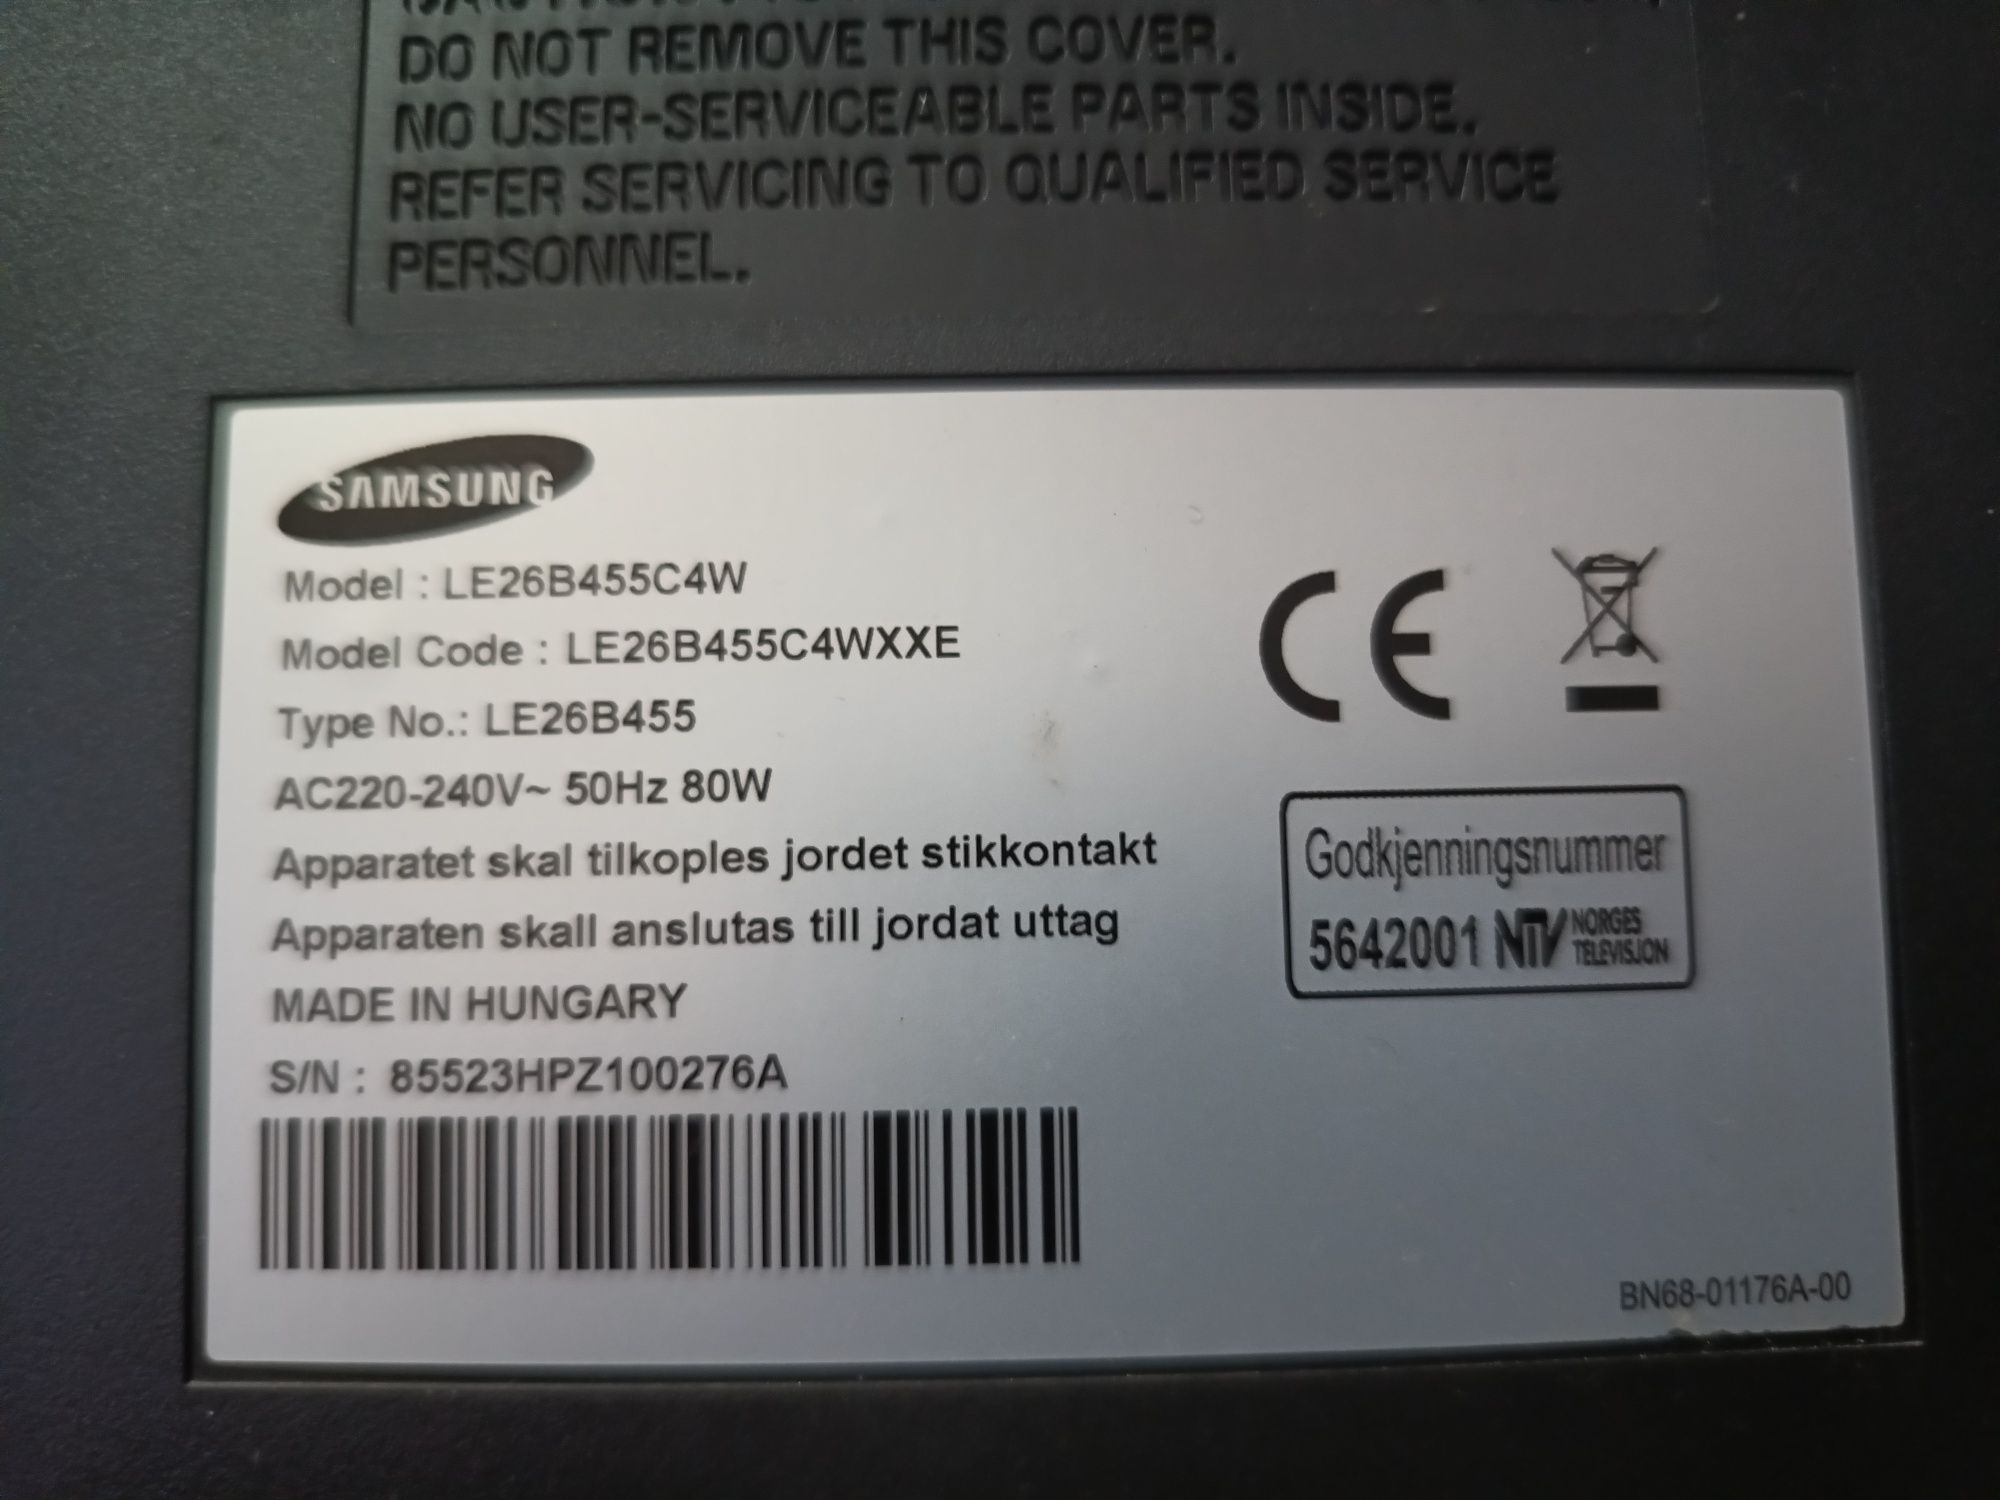 DO NOT REMOVE THIS COVER.
NO USER-SERVICEABLE PARTS INSIDE.
REFER SERVICING TO QUALIFIED SERVICE
PERSONNEL.
SAMSUNG
Model : LE26B455C4W
Model Code : LE26B455C4WXXE
Type No.: LE26B455
AC220-240V~ 50Hz 80W
Apparatet skal tilkoples jordet stikkontakt
Apparaten skall anslutas till jordat uttag
MADE IN HUNGARY
S/N : 85523HPZ100276A
CE
Godkjenningsnummer
5642001 NTV NORGES
TELEVISJON
BN68-01176A-00